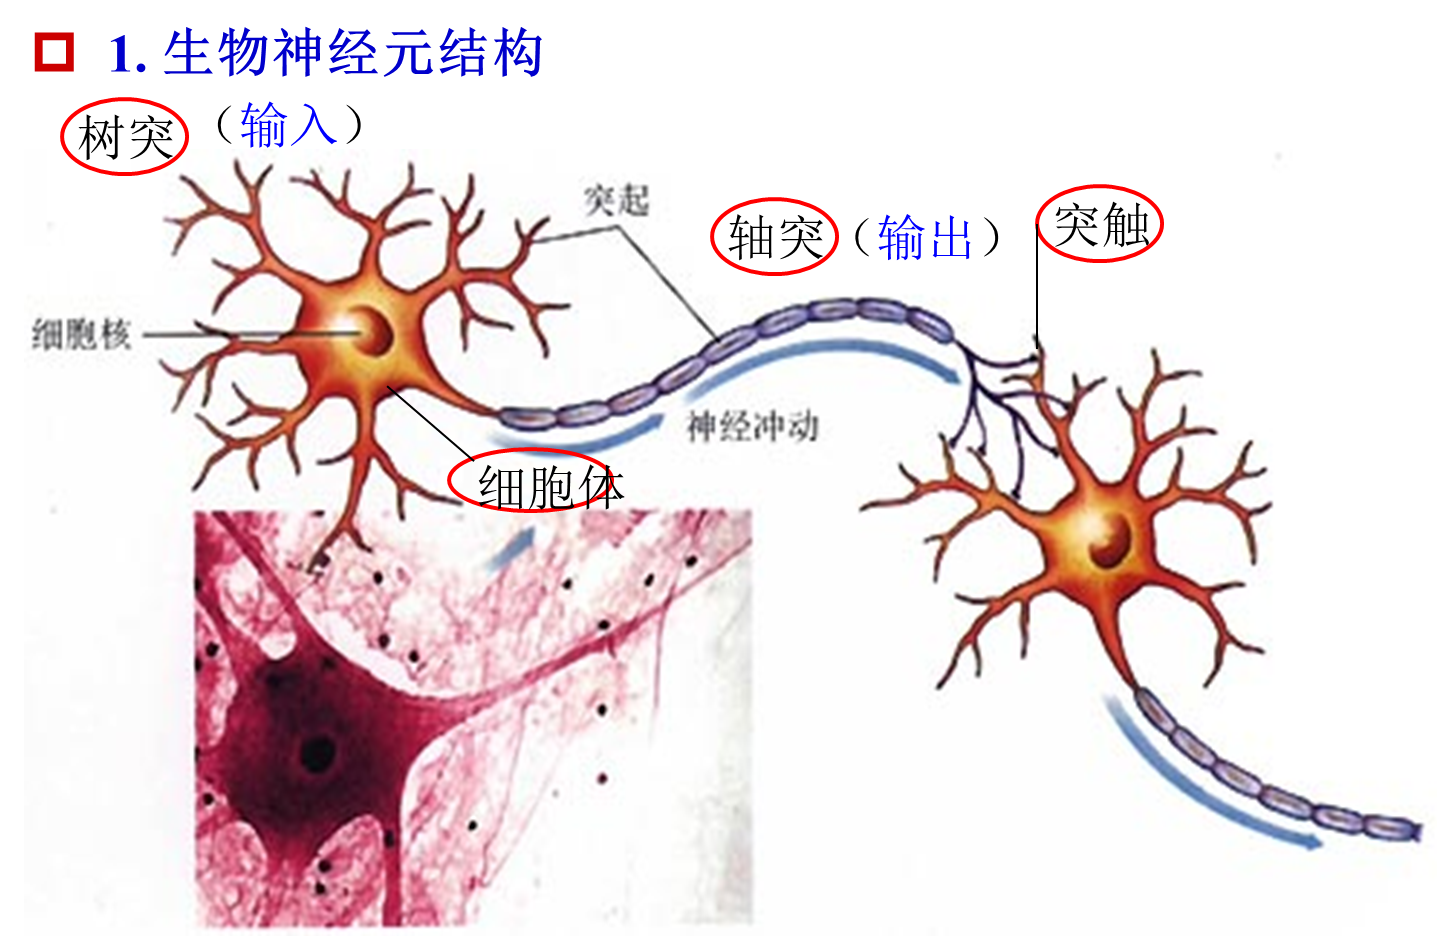 1. 生物神经元结构
树突（输入）
突起
轴突（输出）
突触
细胞核
神经冲动
细胞体